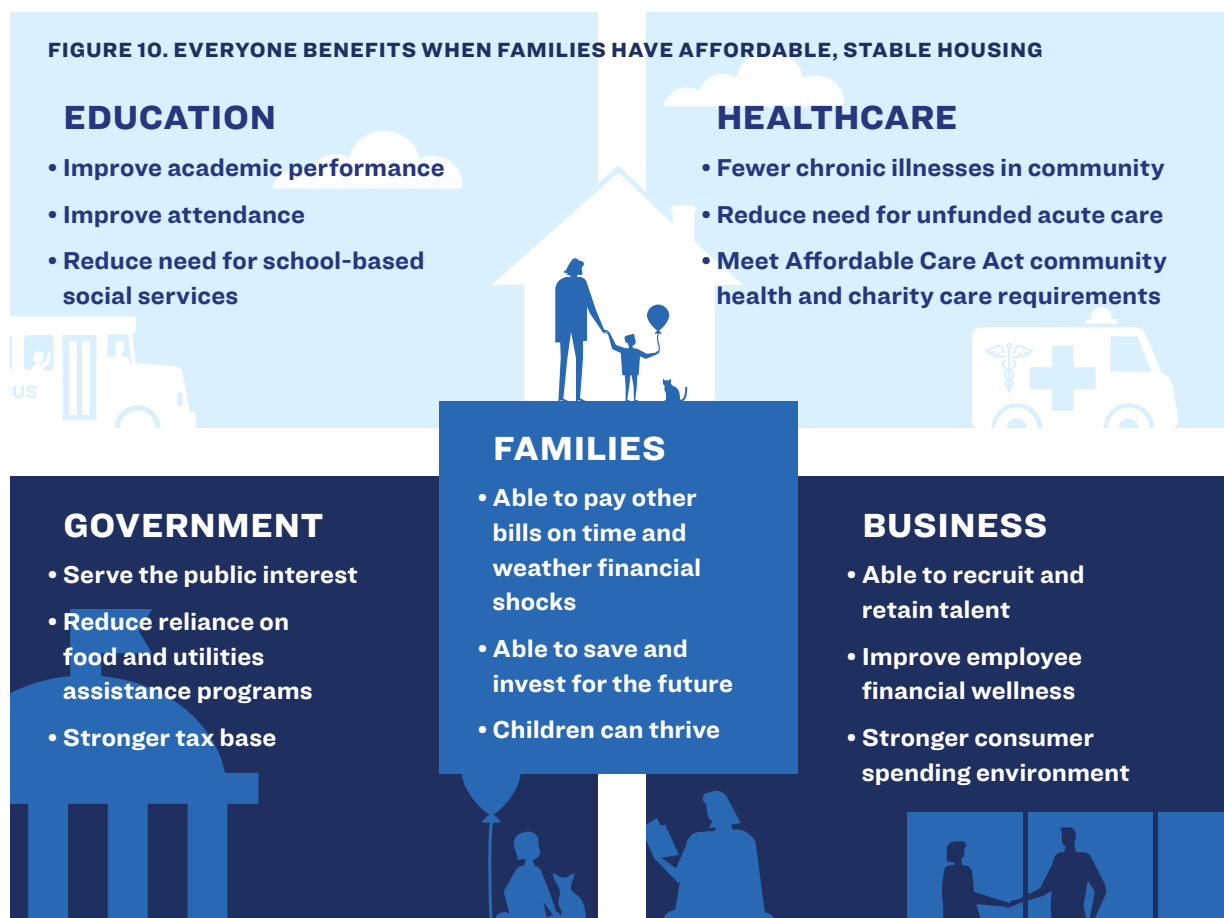 FIGURE 10. EVERYONE BENEFITS WHEN FAMILIES HAVE AFFORDABLE, STABLE HOUSING
EDUCATION
• Improve academic performance
• Improve attendance
• Reduce need for school-based
social services
HEALTHCARE
• Fewer chronic illnesses in community
• Reduce need for unfunded acute care
• Meet Affordable Care Act community
health and charity care requirements
US
FAMILIES
• Able to pay other
bills on time and
weather financial
shocks
• Able to save and
invest for the future
• Children can thrive
GOVERNMENT
• Serve the public interest
• Reduce reliance on
food and utilities
assistance programs
• Stronger tax base
BUSINESS
• Able to recruit and
retain talent
• Improve employee
financial wellness
• Stronger consumer
spending environment